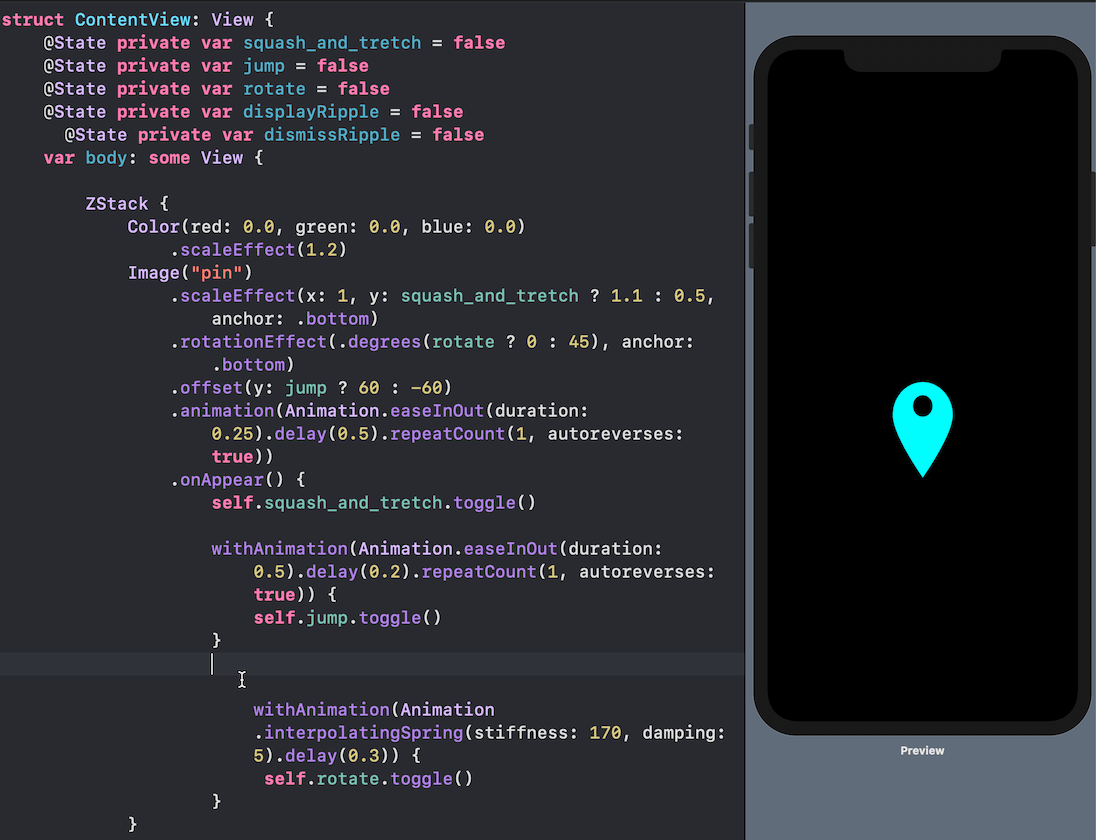 struct ContentView: View {
@State private var squash_and_tretch = false
@State private var jump = false
@State private var rotate = false
@State private var displayRipple = false
@State private var dismissRipple = false
var body: some View {
ZStack {
Color(red: 0.0, green: 0.0, blue: 0.0)
.scaleEffect(1.2)
Image("pin")
.scaleEffect(x: 1, y: squash_and_tretch ? 1.1 : 0.5,
anchor: .bottom)
.rotationEffect(.degrees(rotate ? 0 : 45), anchor:
.bottom)
.offset(y: jump ? 60 : -60)
.animation(Animation.easeInOut(duration:
0.25).delay(0.5).repeatCount(1, autoreverses:
true))
.onAppear() {
self.squash_and_tretch.toggle()
withAnimation(Animation.easeInOut(duration:
0.5).delay(0.2).repeatCount(1, autoreverses:
true)) {
self.jump.toggle()
}
withAnimation(Animation
.interpolatingSpring(stiffness: 170, damping:
5).delay(0.3)) {
self.rotate.toggle()
}
}
Preview